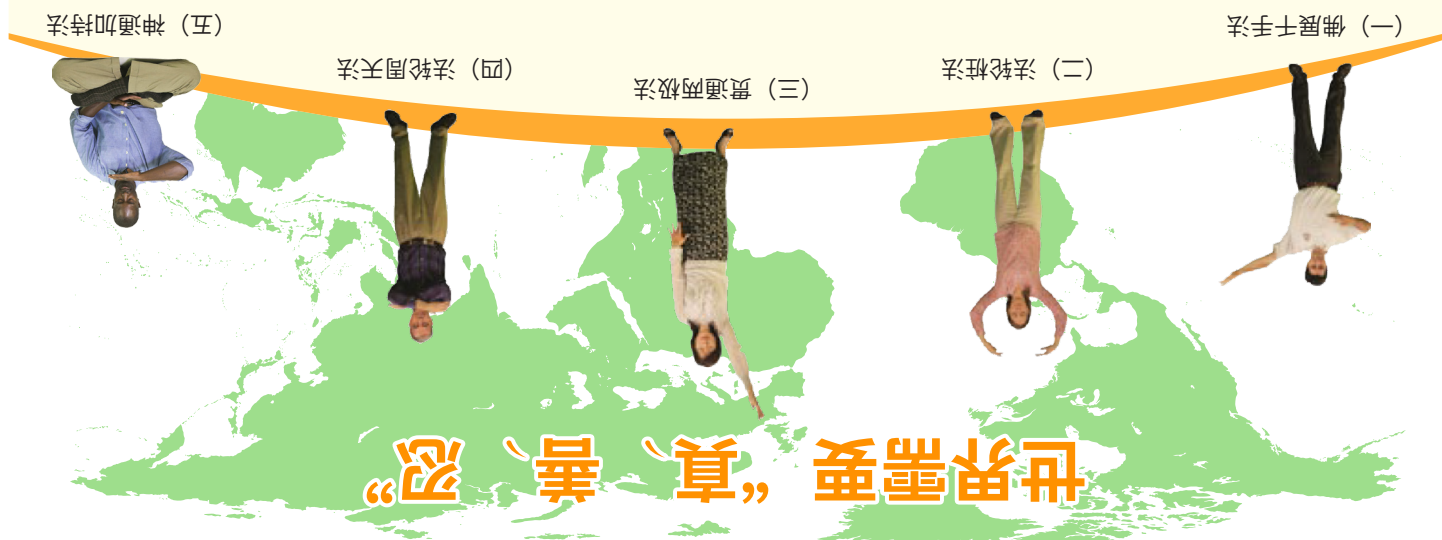 世界需要“真、善、忍”
（一）佛展千手法
（二）法轮桩法
（三）贯通两极法
（四）法轮周天法
（五）神通加持法